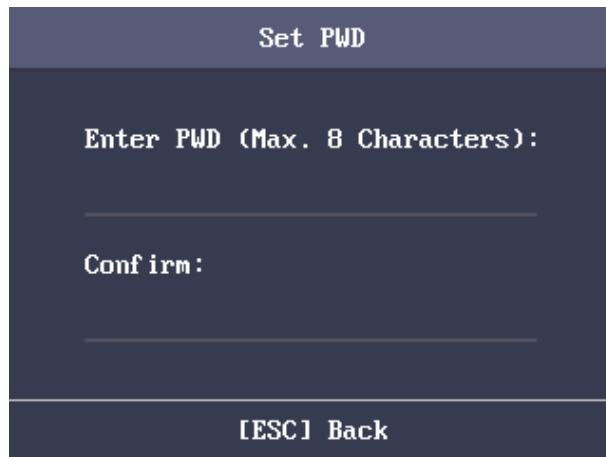 Set PWD
Enter PWD (Max. 8 Characters):
Confirm:
[ESC] Back